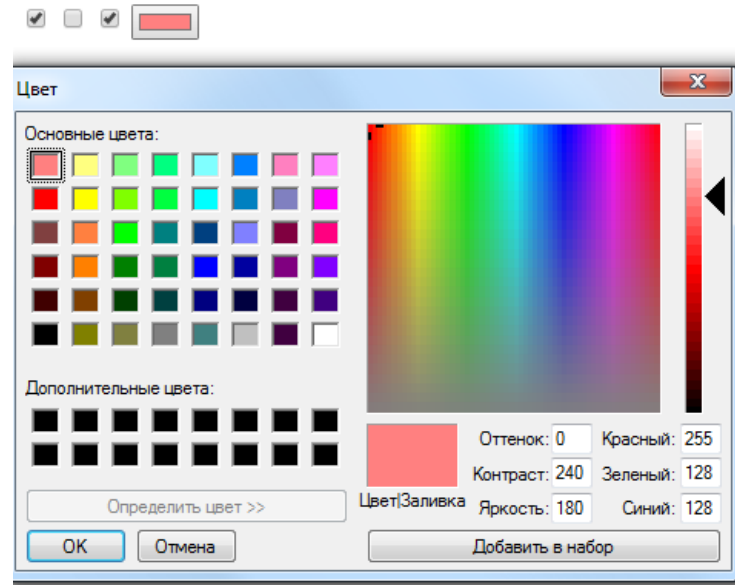 Цвет
Основные цвета:
Дополнительные цвета:
Определить цвет >>
OK
Отмена
Цвет|Заливка
Оттенок: 0
Контраст: 240
Яркость: 180
Красный: 255
Зеленый: 128
Синий: 128
Добавить в набор